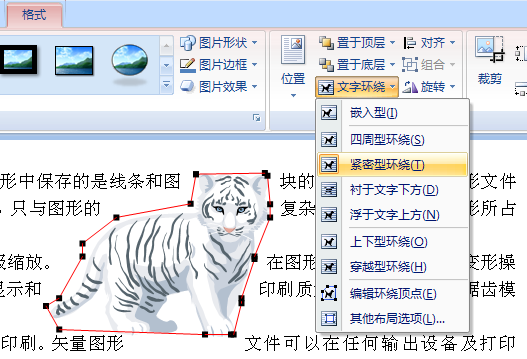 格式
图片形状
图片边框
图片效果
位置
置于顶层
置于底层
文字环绕
对齐
组合
旋转
裁剪
嵌入型(I)
四周型环绕(S)
紧密型环绕(T)
衬于文字下方(D)
浮于文字上方(N)
上下型环绕(O)
穿越型环绕(H)
编辑环绕顶点(E)
其他布局选项(L)...
形中保存的是线条和图 块的 形文件
只与图形的 复杂 形所占
缩放。 在图形 变形操
显示和 印刷质 锯齿模
印刷。矢量图形 文件可以在任何输出设备及打印